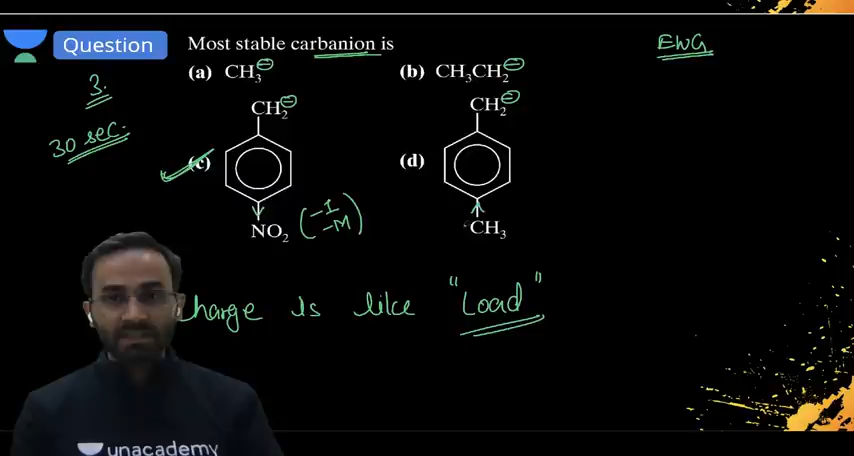 Question
Most stable carbanion is
EWG
(a) CH₃⊖
(b) CH₃CH₂⊖
3.
30 sec.
CH₂⊖
CH₂⊖
(c)
(d)
NO₂ (-I -M)
CH₃
Charge is like "Load"
unacademy